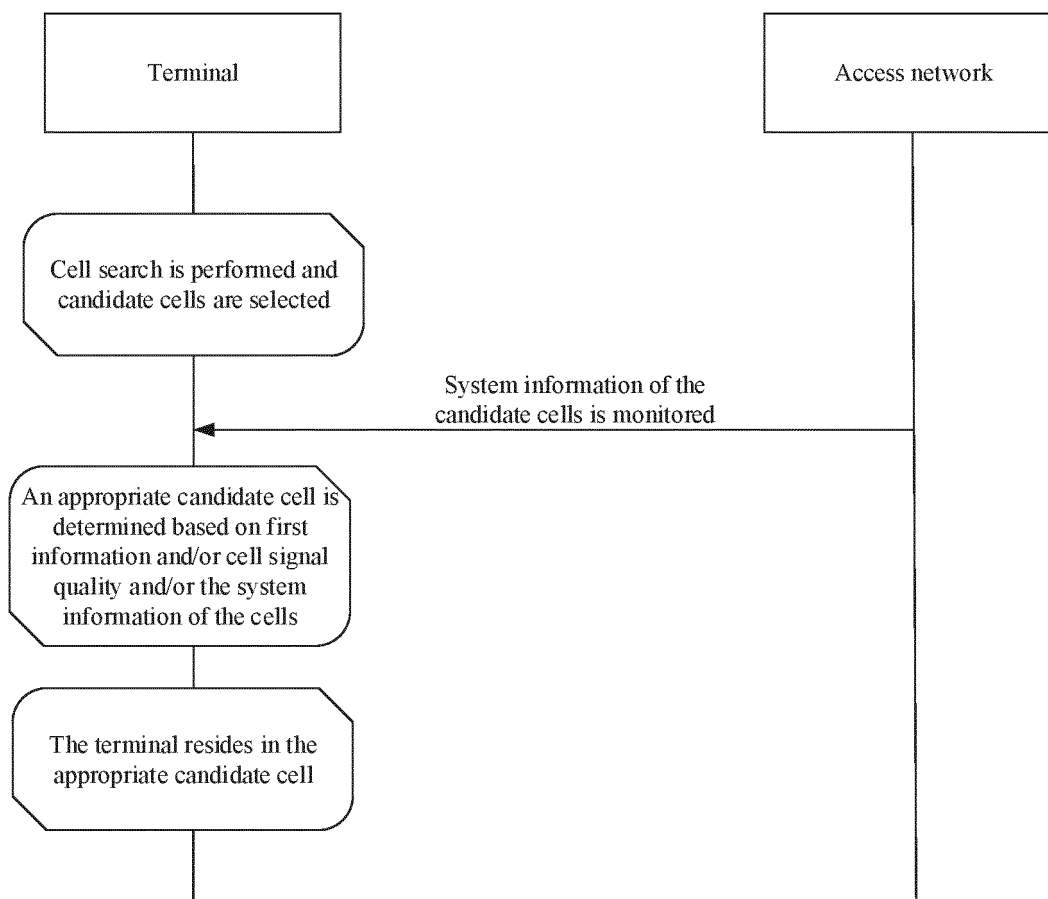 Terminal
Access network
Cell search is performed and
candidate cells are selected
System information of the
candidate cells is monitored
An appropriate candidate cell is
determined based on first
information and/or cell signal
quality and/or the system
information of the cells
The terminal resides in the
appropriate candidate cell